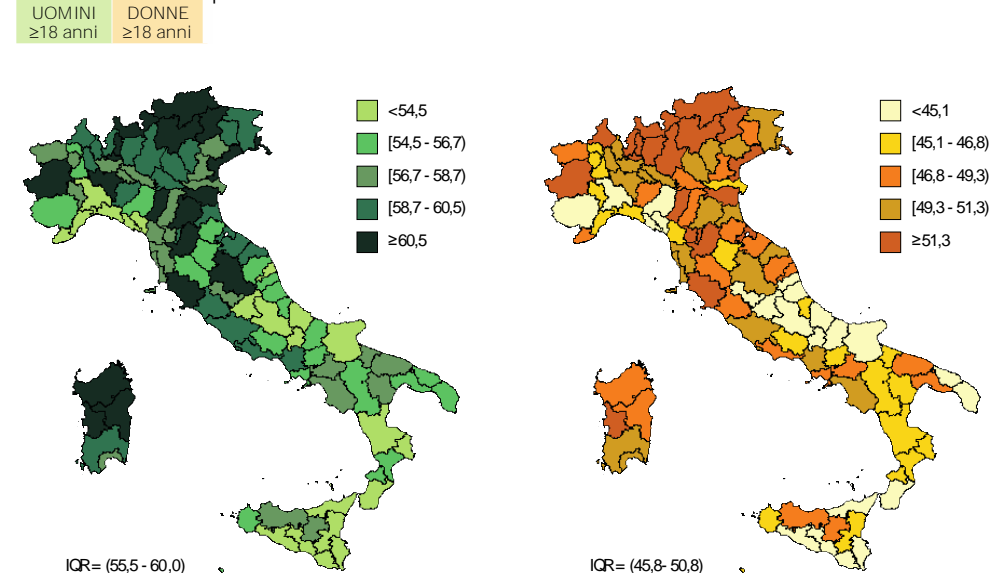 UOMINI
≥18 anni
DONNE
≥18 anni
<54,5
[54,5 - 56,7)
[56,7 - 58,7)
[58,7 - 60,5)
≥60,5
IQR= (55,5 - 60,0)
<45,1
[45,1 - 46,8)
[46,8 - 49,3)
[49,3 - 51,3)
≥51,3
IQR= (45,8- 50,8)